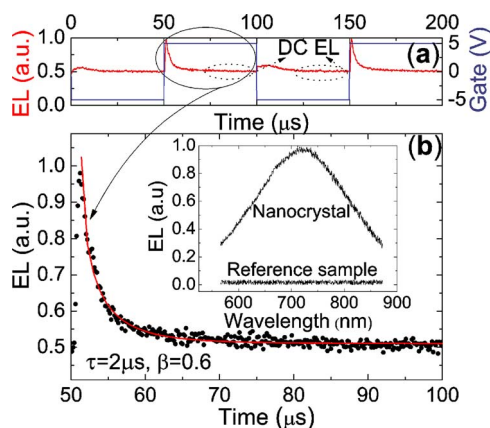 0 50 100 150 200
EL (a.u.)
1.0
0.5
0.0
DC EL
(a)
5
0
-5
Gate (V)
Time (μs)
(b)
EL (a.u.)
1.0
0.9
0.8
0.7
0.6
0.5
EL (a.u)
1.0
0.8
0.6
0.4
0.2
0.0
Nanocrystal
Reference sample
600 700 800 900
Wavelength (nm)
τ=2μs, β=0.6
50 60 70 80 90 100
Time (μs)